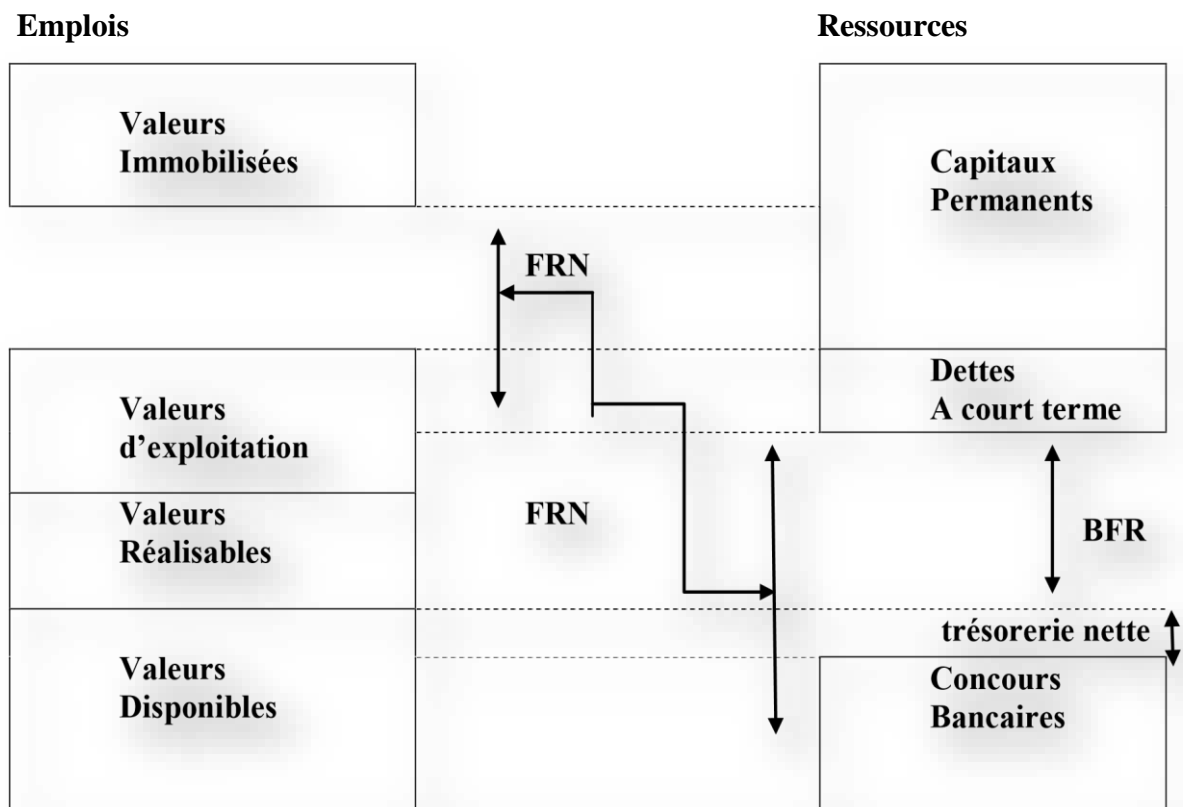 Emplois
Ressources
Valeurs
Immobilisées
Capitaux
Permanents
FRN
Dettes
A court terme
Valeurs
d’exploitation
Valeurs
Réalisables
FRN
BFR
trésorerie nette
Valeurs
Disponibles
Concours
Bancaires